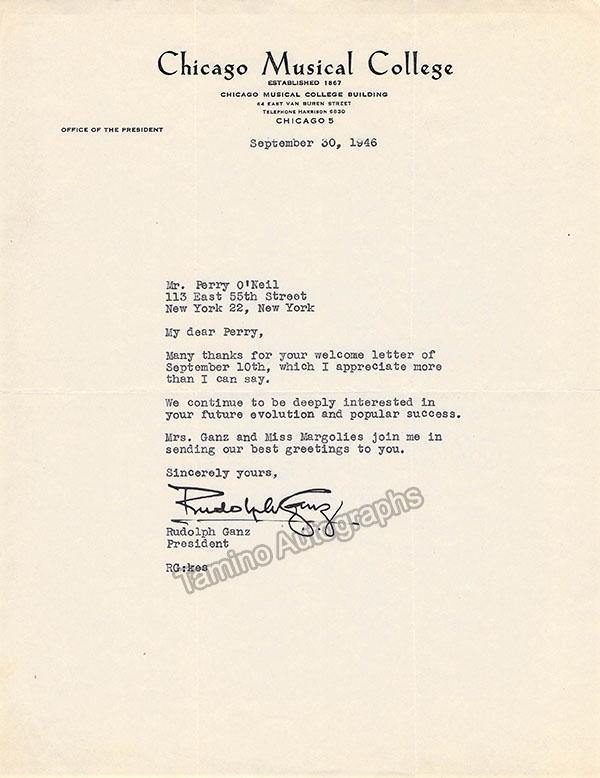 Chicago Musical College
ESTABLISHED 1867
CHICAGO MUSICAL COLLEGE BUILDING
64 EAST VAN BUREN STREET
TELEPHONE HARRISON 6030
CHICAGO 5
OFFICE OF THE PRESIDENT
September 30, 1946
Mr. Perry O'Neil
113 East 55th Street
New York 22, New York
My dear Perry,
Many thanks for your welcome letter of
September 10th, which I appreciate more
than I can say.
We continue to be deeply interested in
your future evolution and popular success.
Mrs. Ganz and Miss Margolies join me in
sending our best greetings to you.
Sincerely yours,
Rudolph Ganz
Rudolph Ganz
President
RG:kes
Tamino Autographs